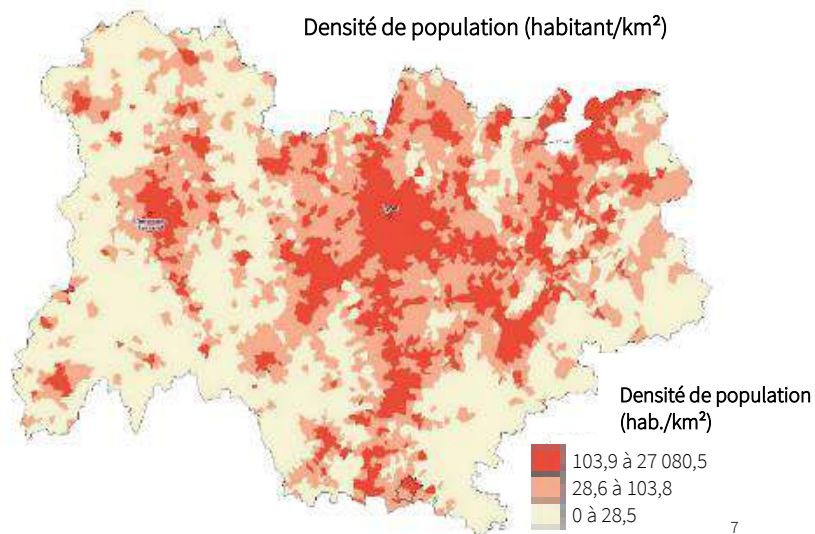 Densité de population (habitant/km²)
Densité de population
(hab./km²)
103,9 à 27 080,5
28,6 à 103,8
0 à 28,5
7